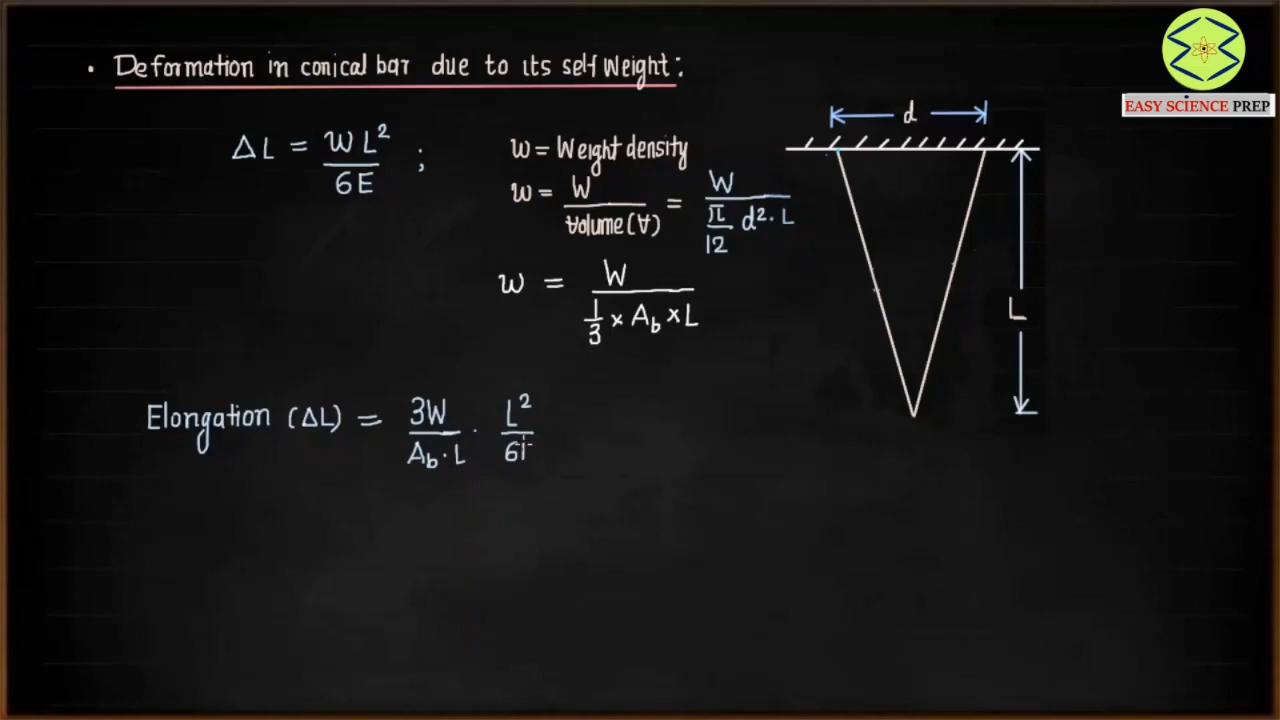 • Deformation in conical bar due to its self Weight:
EASY SCIENCE PREP
d
ΔL = wL² / 6E ;
w = Weight density
w = W / Volume (V) = W / (π/12 d² · L)
w = W / (1/3 × A_b × L)
L
Elongation (ΔL) = 3W / (A_b · L) · L² / 6